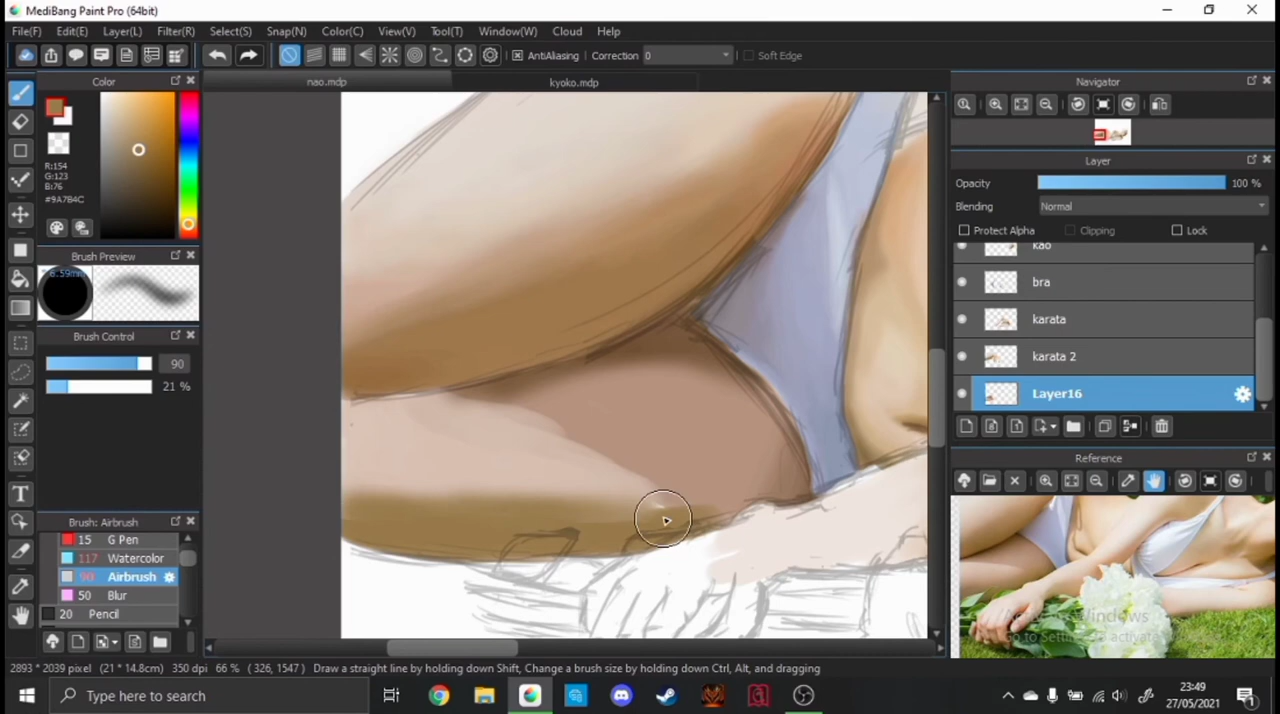 MediBang Paint Pro (64bit)
File(F) Edit(E) Layer(L) Filter(R) Select(S) Snap(N) Color(C) View(V) Tool(T) Window(W) Cloud Help
AntiAliasing Correction 0 Soft Edge
Color
nao.mdp
kyoko.mdp
Navigator
R:154
G:123
B:76
#9A7B4C
Layer
Opacity 100 %
Blending Normal
Protect Alpha Clipping Lock
kao
bra
karata
karata 2
Layer16
Brush Preview
Brush Control
90
21 %
Reference
Brush: Airbrush
15 G Pen
117 Watercolor
90 Airbrush
50 Blur
20 Pencil
2893 * 2039 pixel (21 * 14.8cm) 350 dpi 66 % ( 326, 1547 ) Draw a straight line by holding down Shift, Change a brush size by holding down Ctrl, Alt, and dragging
Type here to search
23:49
27/05/2021
1